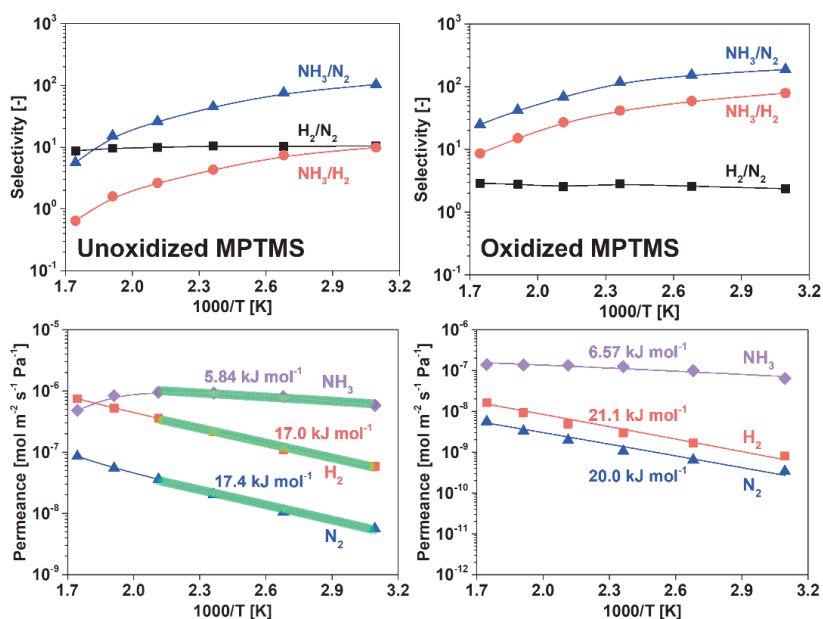 10³
10²
10¹
10⁰
10⁻¹
Selectivity [-]
NH₃/N₂
H₂/N₂
NH₃/H₂
Unoxidized MPTMS
1.7 2.0 2.3 2.6 2.9 3.2
1000/T [K]
10³
10²
10¹
10⁰
10⁻¹
Selectivity [-]
NH₃/N₂
NH₃/H₂
H₂/N₂
Oxidized MPTMS
1.7 2.0 2.3 2.6 2.9 3.2
1000/T [K]
10⁻⁵
10⁻⁶
10⁻⁷
10⁻⁸
10⁻⁹
Permeance [mol m⁻² s⁻¹ Pa⁻¹]
5.84 kJ mol⁻¹
NH₃
17.0 kJ mol⁻¹
H₂
17.4 kJ mol⁻¹
N₂
1.7 2.0 2.3 2.6 2.9 3.2
1000/T [K]
10⁻⁶
10⁻⁷
10⁻⁸
10⁻⁹
10⁻¹⁰
10⁻¹¹
10⁻¹²
Permeance [mol m⁻² s⁻¹ Pa⁻¹]
6.57 kJ mol⁻¹
NH₃
21.1 kJ mol⁻¹
H₂
20.0 kJ mol⁻¹
N₂
1.7 2.0 2.3 2.6 2.9 3.2
1000/T [K]